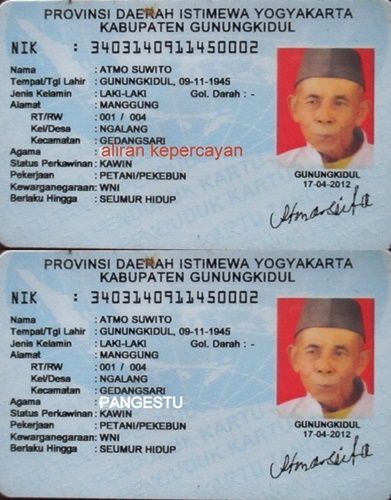 PROVINSI DAERAH ISTIMEWA YOGYAKARTA
KABUPATEN GUNUNGKIDUL
NIK : 3403140911450002
Nama : ATMO SUWITO
Tempat/Tgl Lahir : GUNUNGKIDUL, 09-11-1945
Jenis Kelamin : LAKI-LAKI Gol. Darah : -
Alamat : MANGGUNG
RT/RW : 001 / 004
Kel/Desa : NGALANG
Kecamatan : GEDANGSARI
Agama : aliran kepercayan
Status Perkawinan : KAWIN
Pekerjaan : PETANI/PEKEBUN
Kewarganegaraan: WNI
Berlaku Hingga : SEUMUR HIDUP
GUNUNGKIDUL
17-04-2012
PROVINSI DAERAH ISTIMEWA YOGYAKARTA
KABUPATEN GUNUNGKIDUL
NIK : 3403140911450002
Nama : ATMO SUWITO
Tempat/Tgl Lahir : GUNUNGKIDUL, 09-11-1945
Jenis Kelamin : LAKI-LAKI Gol. Darah : -
Alamat : MANGGUNG
RT/RW : 001 / 004
Kel/Desa : NGALANG
Kecamatan : GEDANGSARI
Agama PANGESTU
Status Perkawinan : KAWIN
Pekerjaan : PETANI/PEKEBUN
Kewarganegaraan: WNI
Berlaku Hingga : SEUMUR HIDUP
GUNUNGKIDUL
17-04-2012